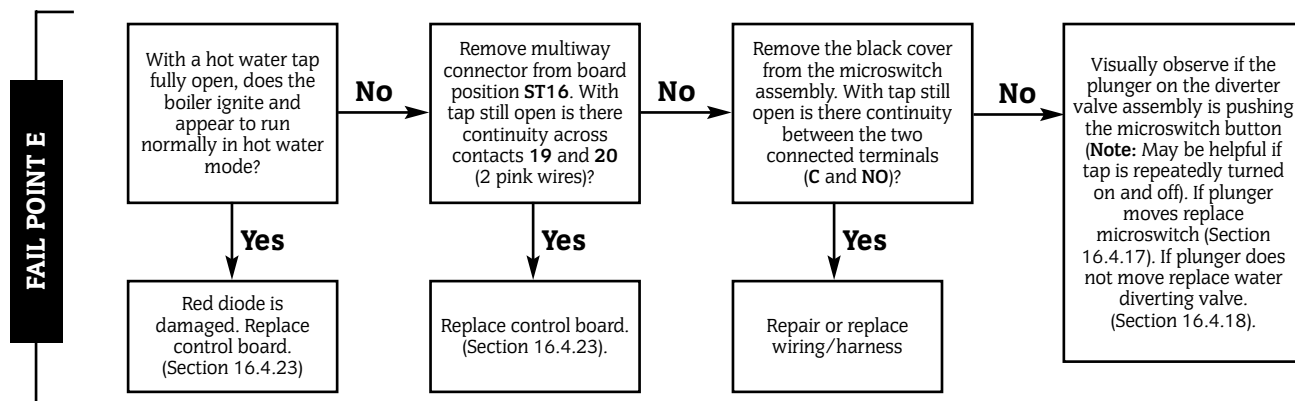 FAIL POINT E
With a hot water tap
fully open, does the
boiler ignite and
appear to run
normally in hot water
mode?
No
Remove multiway
connector from board
position ST16. With
tap still open is there
continuity across
contacts 19 and 20
(2 pink wires)?
No
Remove the black cover
from the microswitch
assembly. With tap still
open is there continuity
between the two
connected terminals
(C and NO)?
No
Visually observe if the
plunger on the diverter
valve assembly is pushing
the microswitch button
(Note: May be helpful if
tap is repeatedly turned
on and off). If plunger
moves replace
microswitch (Section
16.4.17). If plunger does
not move replace water
diverting valve.
(Section 16.4.18).
Yes
Red diode is
damaged. Replace
control board.
(Section 16.4.23)
Yes
Replace control board.
(Section 16.4.23).
Yes
Repair or replace
wiring/harness